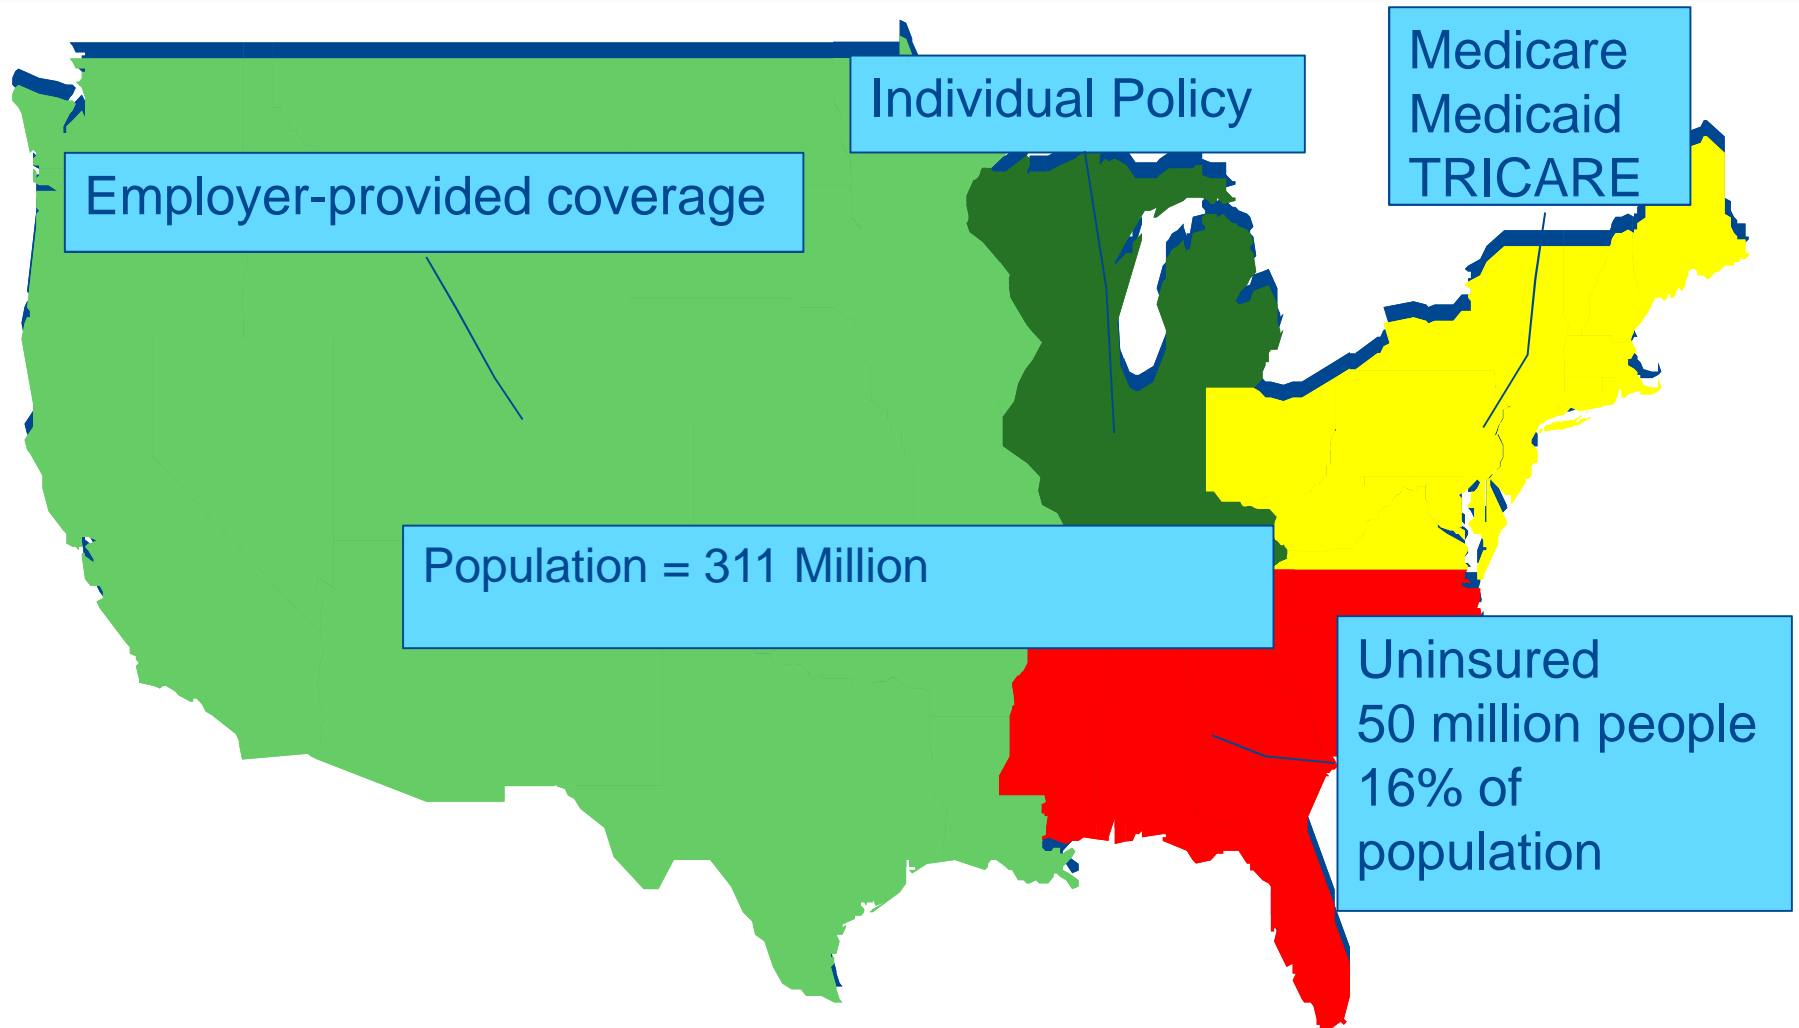 Individual Policy
Medicare
Medicaid
TRICARE
Employer-provided coverage
Population = 311 Million
Uninsured
50 million people
16% of
population